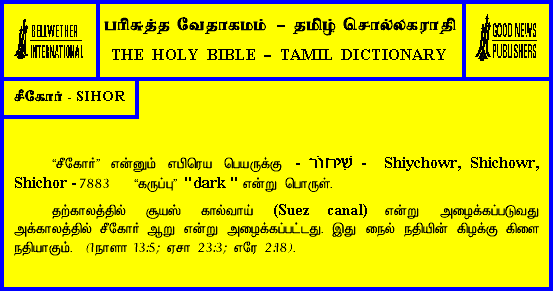 BELLWETHER
INTERNATIONAL
பரிசுத்த வேதாகமம் – தமிழ் சொல்லகராதி
THE HOLY BIBLE – TAMIL DICTIONARY
GOOD NEWS
PUBLISHERS
சீகோர் - SIHOR
“சீகோர்” என்னும் எபிரெய பெயருக்கு - שִׁיחוֹר - Shiychowr, Shichowr,
Shichor - 7883 “கருப்பு” "dark " என்று பொருள்.
தற்காலத்தில் சூயஸ் கால்வாய் (Suez canal) என்று அழைக்கப்படுவது
அக்காலத்தில் சீகோர் ஆறு என்று அழைக்கப்பட்டது. இது நைல் நதியின் கிழக்கு கிளை
நதியாகும். (1நாளா 13:5; ஏசா 23:3; எரே 2:18).